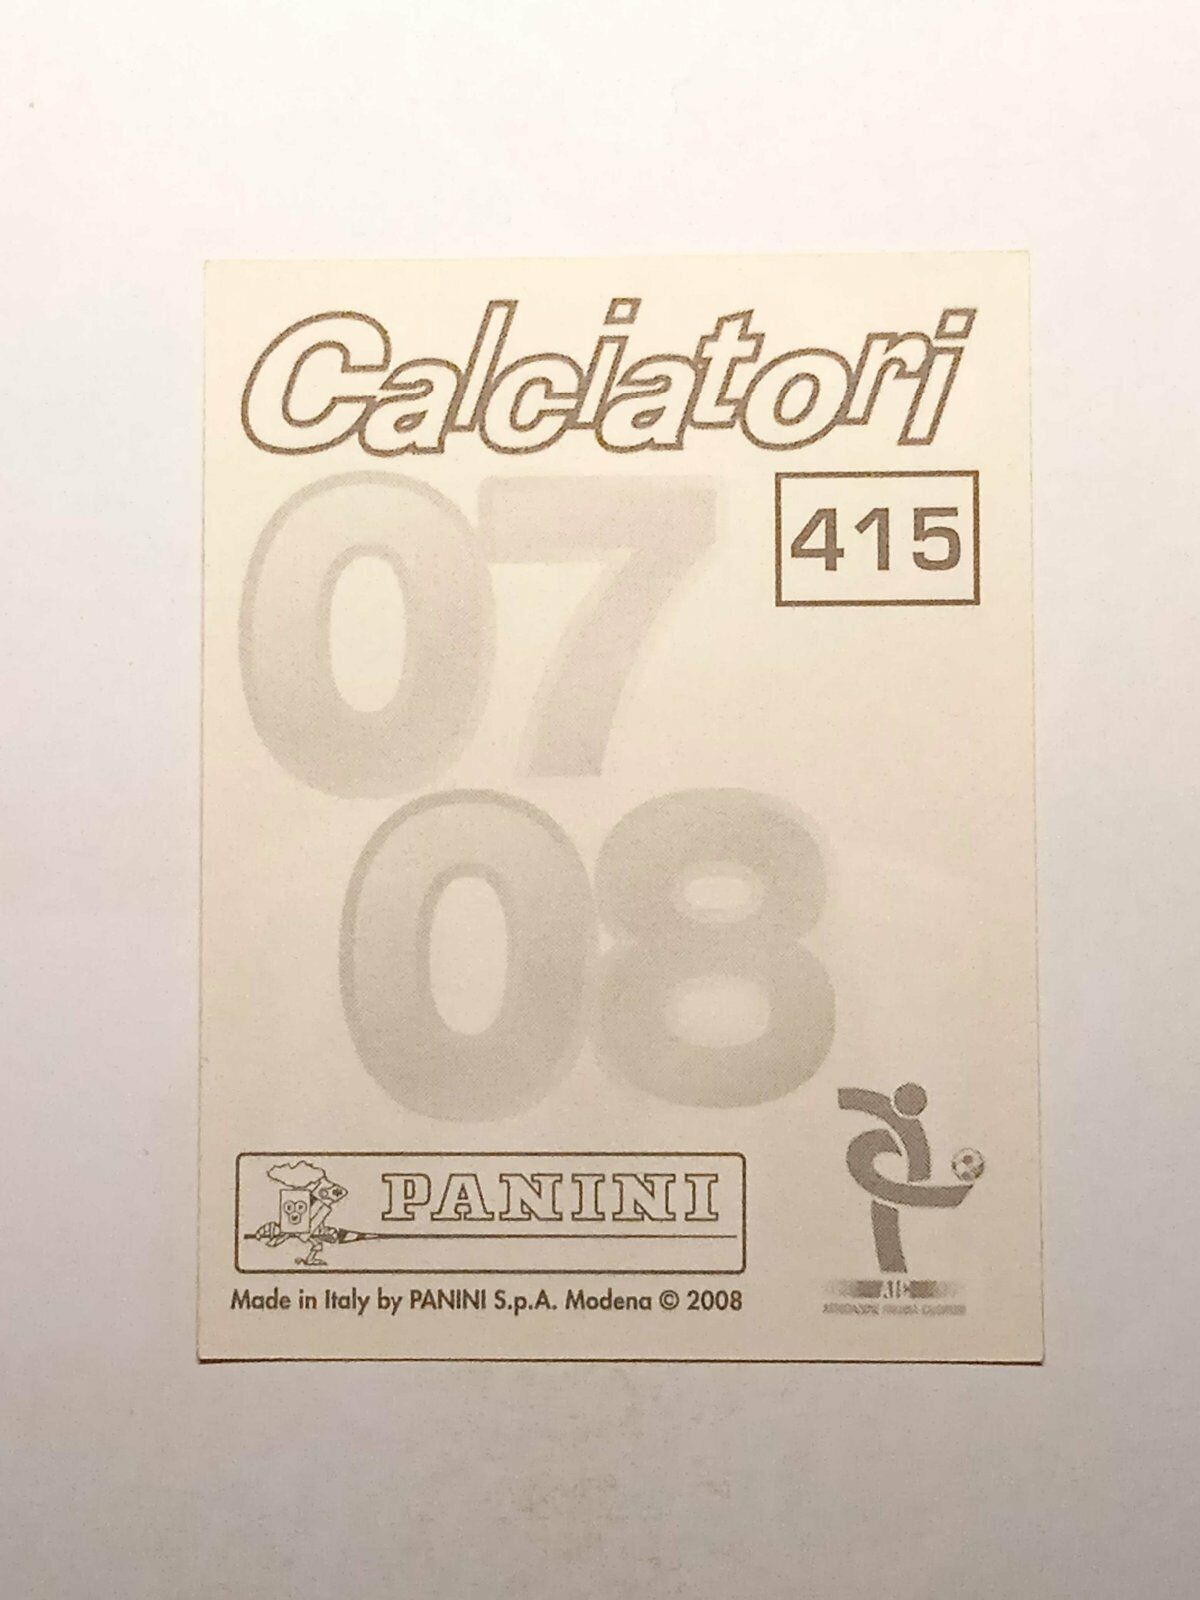 Calciatori
07
415
08
PANINI
Made in Italy by PANINI S.p.A. Modena © 2008